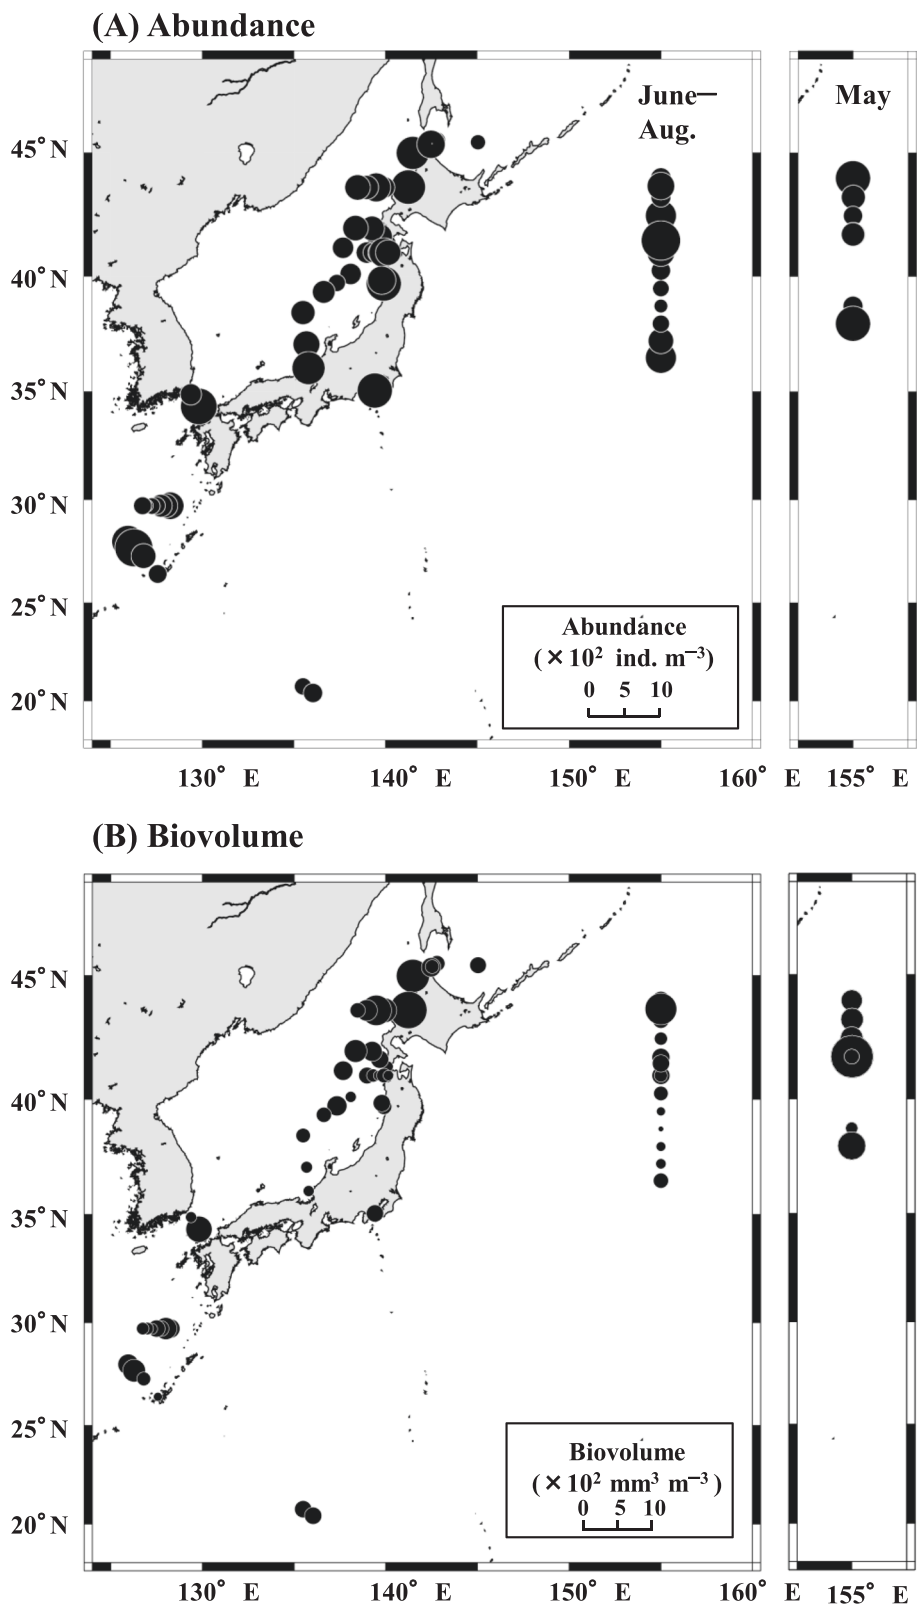 (A) Abundance
June–
Aug.
May
45° N
40° N
35° N
30° N
25° N
20° N
Abundance
(×10² ind. m⁻³)
0 5 10
130° E 140° E 150° E 160° E 155° E
(B) Biovolume
45° N
40° N
35° N
30° N
25° N
20° N
Biovolume
(×10² mm³ m⁻³)
0 5 10
130° E 140° E 150° E 160° E 155° E